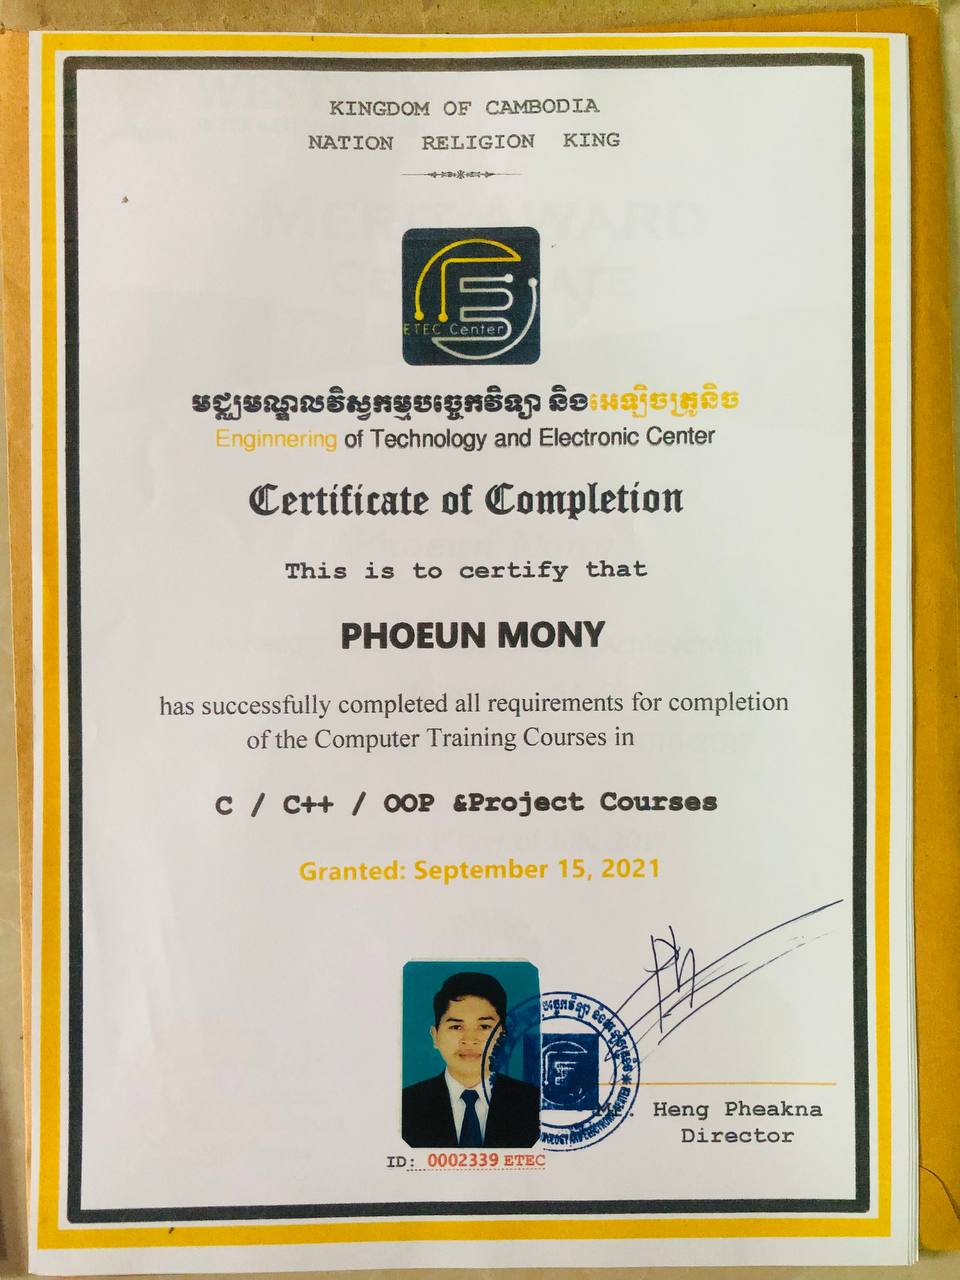 KINGDOM OF CAMBODIA
NATION RELIGION KING
ETEC Center
មជ្ឈមណ្ឌលវិស្វកម្មបច្ចេកវិទ្យា និងអេឡិចត្រូនិច
Enginnering of Technology and Electronic Center
Certificate of Completion
This is to certify that
PHOEUN MONY
has successfully completed all requirements for completion
of the Computer Training Courses in
C / C++ / OOP &Project Courses
Granted: September 15, 2021
Mr. Heng Pheakna
Director
ID: 0002339 ETEC